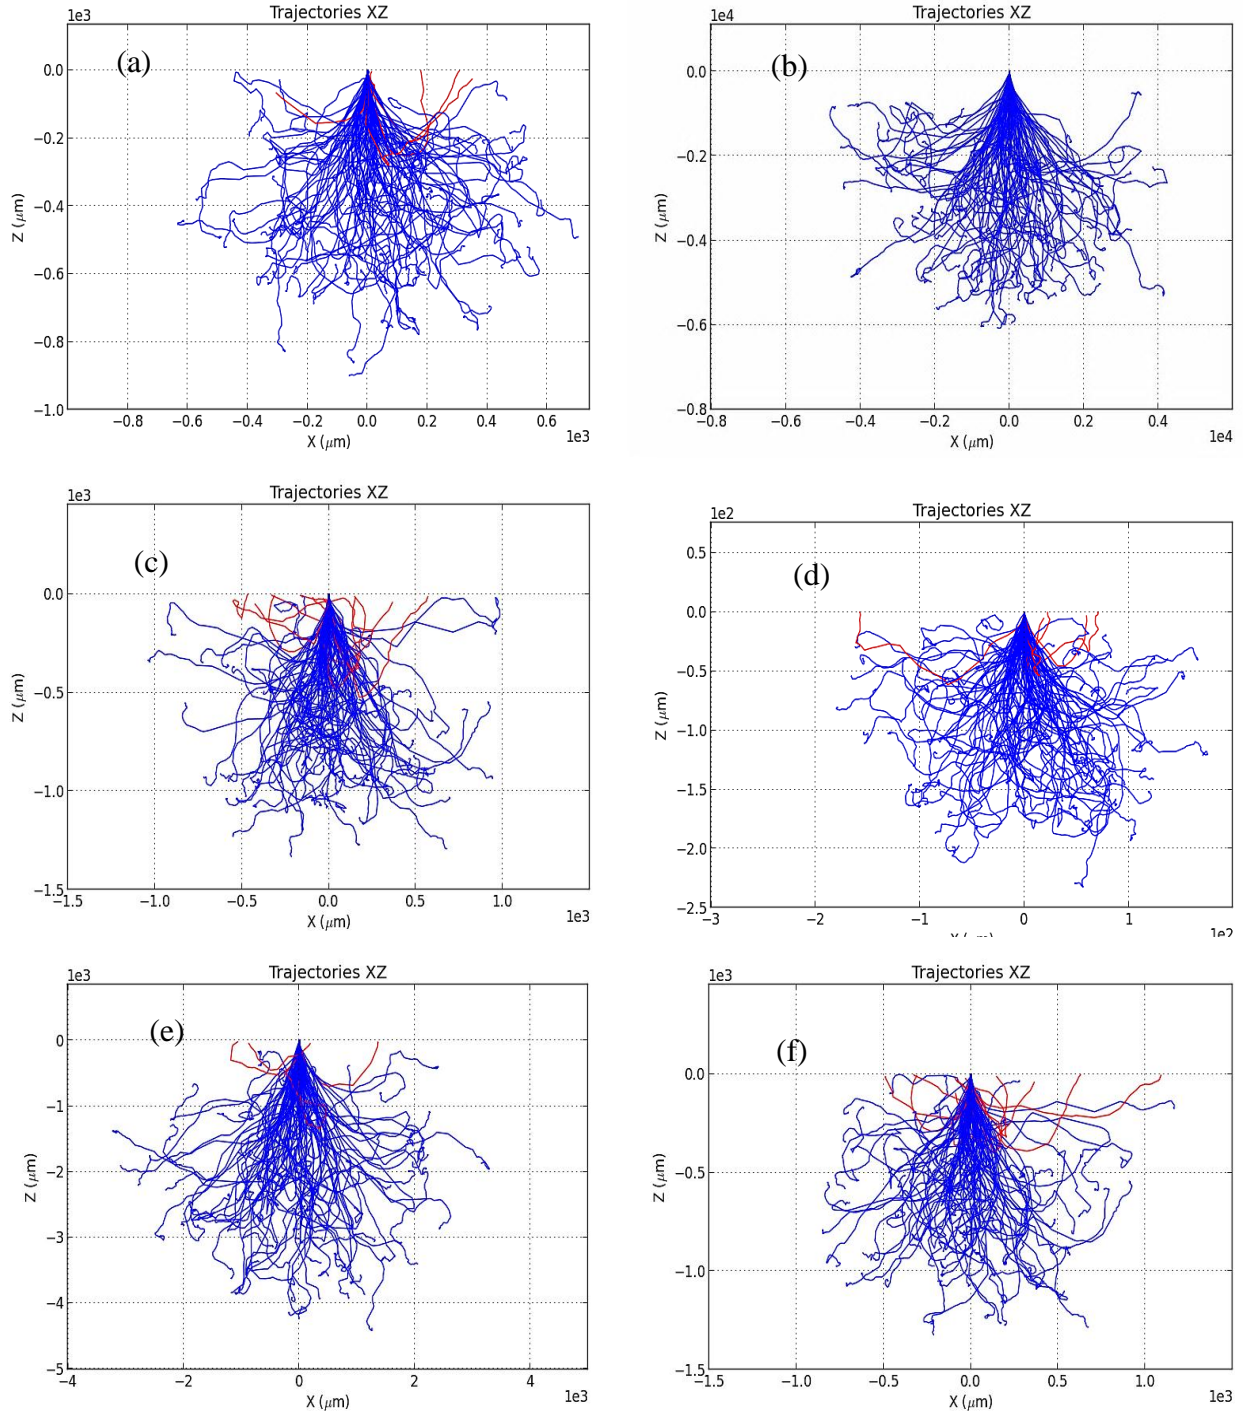 1e3
Trajectories XZ
(a)
0.0
−0.2
−0.4
−0.6
−0.8
−1.0
Z (μm)
−0.8 −0.6 −0.4 −0.2 0.0 0.2 0.4 0.6
X (μm)
1e3
1e4
Trajectories XZ
(b)
0.0
−0.2
−0.4
−0.6
−0.8
Z (μm)
−0.8 −0.6 −0.4 −0.2 0.0 0.2 0.4
X (μm)
1e4
1e3
Trajectories XZ
(c)
0.0
−0.5
−1.0
−1.5
Z (μm)
−1.5 −1.0 −0.5 0.0 0.5 1.0
X (μm)
1e3
1e2
Trajectories XZ
(d)
0.5
0.0
−0.5
−1.0
−1.5
−2.0
−2.5
Z (μm)
−3 −2 −1 0 1
1e3
Trajectories XZ
(e)
0
−1
−2
−3
−4
−5
Z (μm)
−4 −2 0 2 4
X (μm)
1e3
1e3
Trajectories XZ
(f)
0.0
−0.5
−1.0
−1.5
Z (μm)
−1.5 −1.0 −0.5 0.0 0.5 1.0
X (μm)
1e3